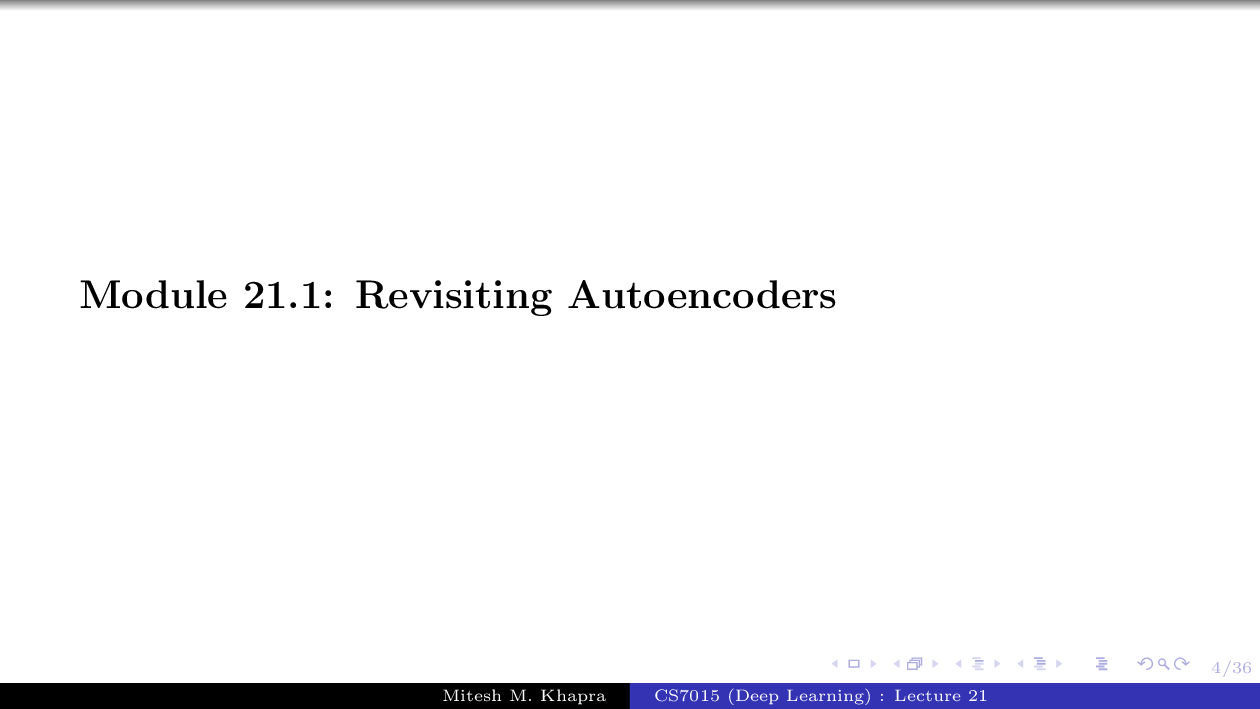 Module 21.1: Revisiting Autoencoders
4/36
Mitesh M. Khapra
CS7015 (Deep Learning) : Lecture 21